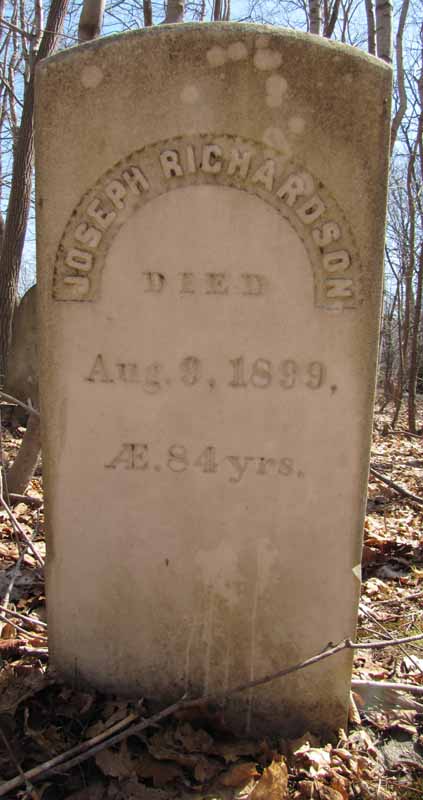 JOSEPH RICHARDSON
DIED
Aug. 9, 1899,
Æ. 84 yrs.